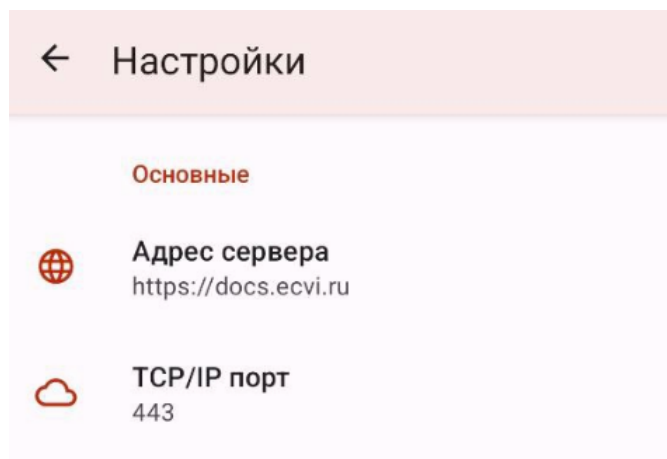 Настройки
Основные
Адрес сервера
https://docs.ecvi.ru
TCP/IP порт
443